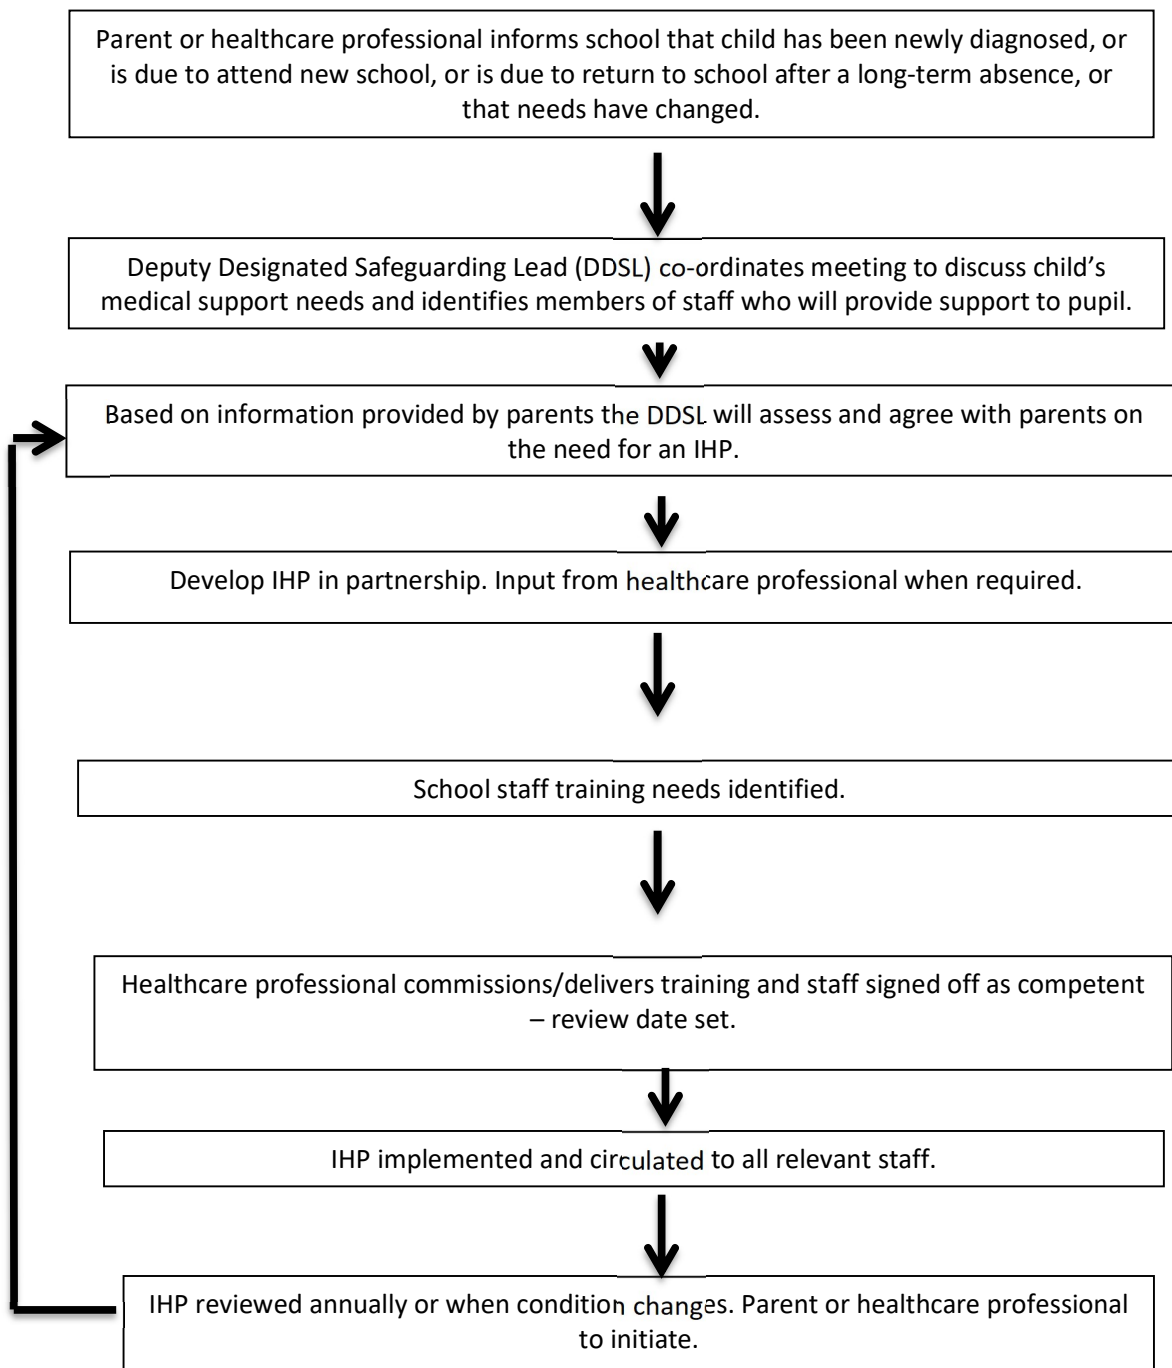 Parent or healthcare professional informs school that child has been newly diagnosed, or
is due to attend new school, or is due to return to school after a long-term absence, or
that needs have changed.
Deputy Designated Safeguarding Lead (DDSL) co-ordinates meeting to discuss child's
medical support needs and identifies members of staff who will provide support to pupil.
Based on information provided by parents the DDSL will assess and agree with parents on
the need for an IHP.
Develop IHP in partnership. Input from healthcare professional when required.
School staff training needs identified.
Healthcare professional commissions/delivers training and staff signed off as competent
– review date set.
IHP implemented and circulated to all relevant staff.
IHP reviewed annually or when condition changes. Parent or healthcare professional
to initiate.